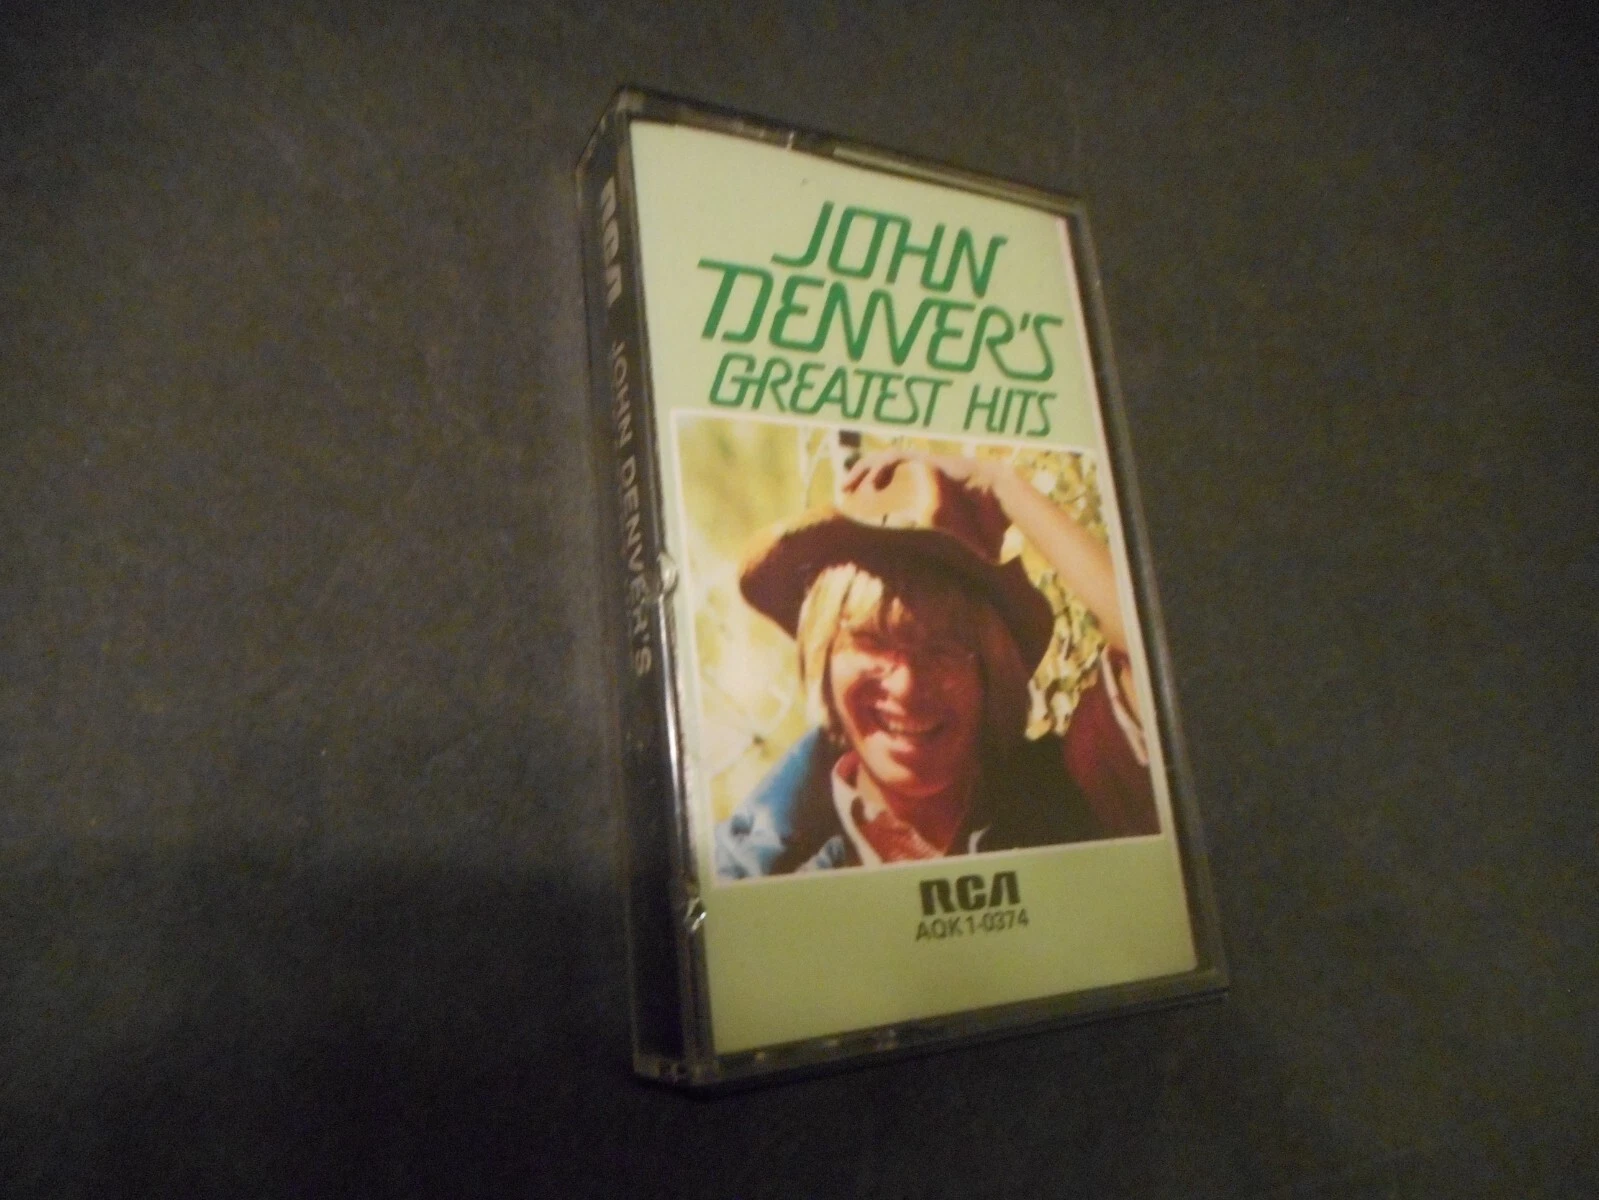 JOHN
DENVER'S
GREATEST HITS
RCA
AQK1-0374
RCA JOHN DENVER'S